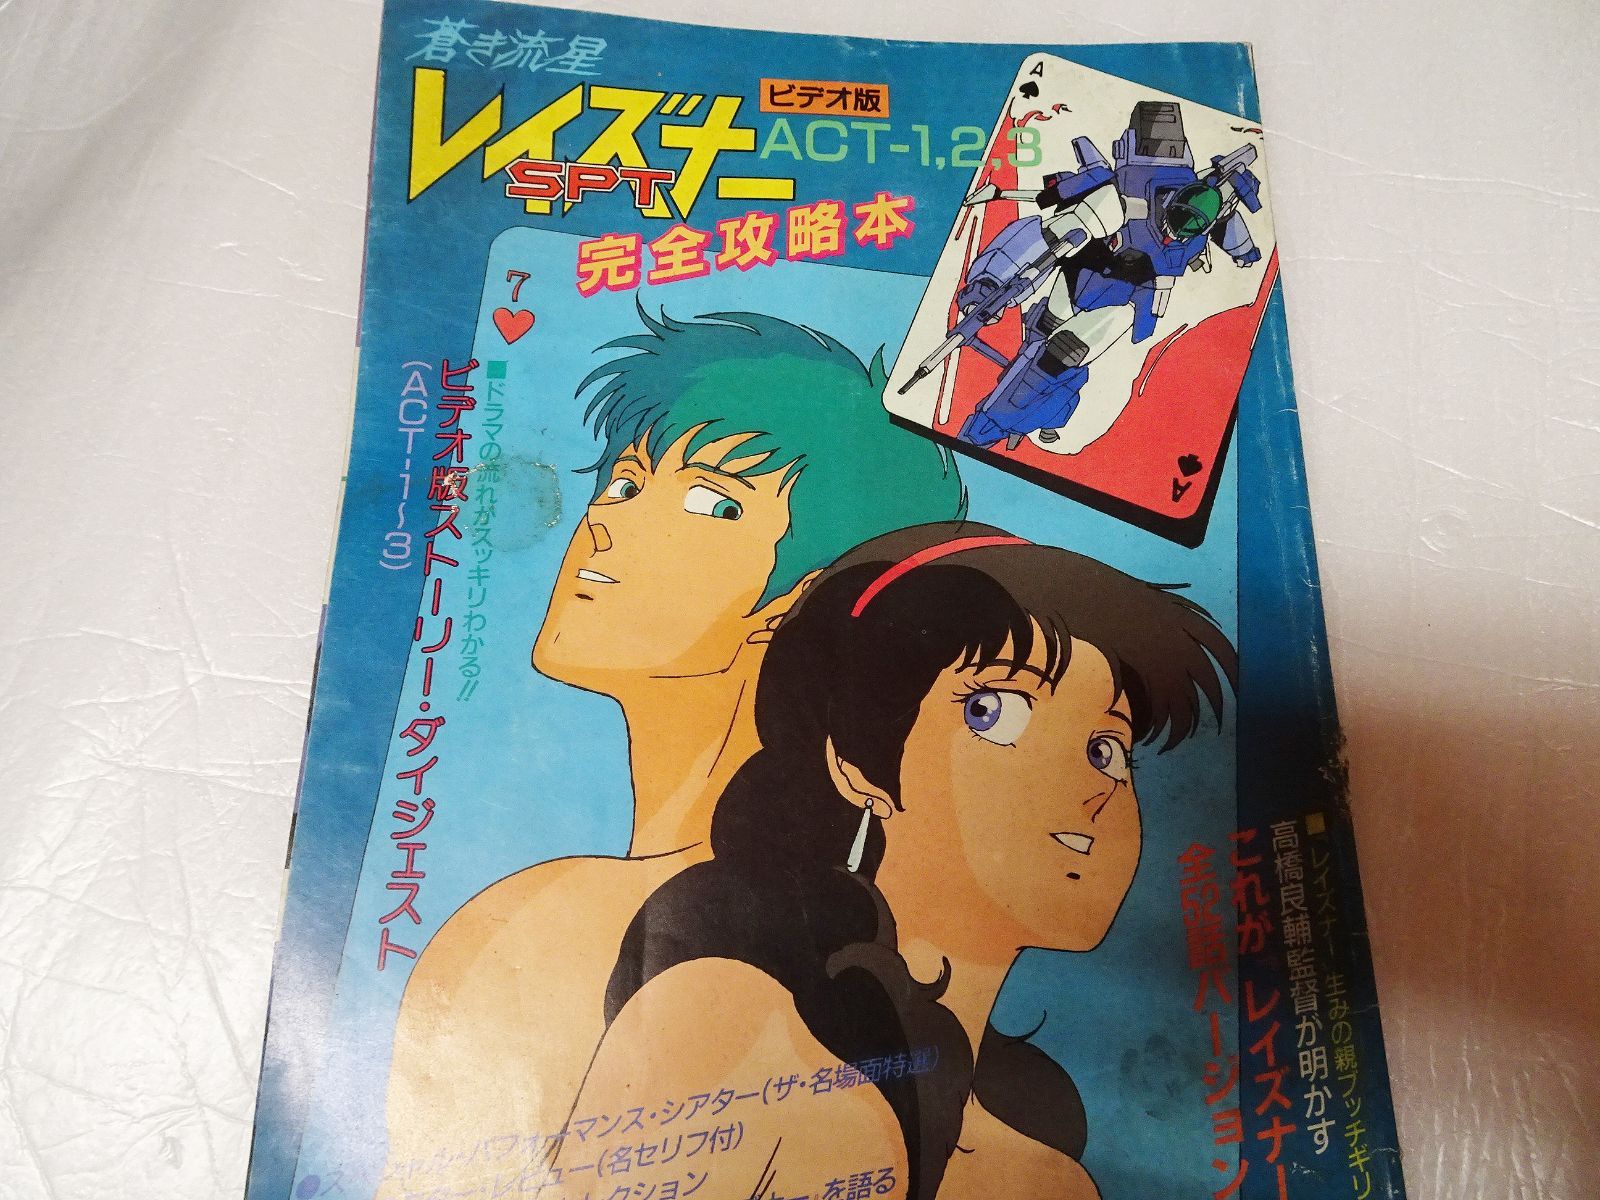 蒼き流星
レイズナー
SPT
ビデオ版
ACT-1,2,3
完全攻略本
A
A
7
■ドラマの流れがスッキリわかる!!
ビデオ版ストーリー・ダイジェスト
(ACT-1~3)
■レイズナー生みの親ブッチギリ
高橋良輔監督が明かす
これがレイズナー
全52話バージョン
パフォーマンス・シアター(ザ・名場面特選)
レビュー(名セリフ付)
レクション
を語る